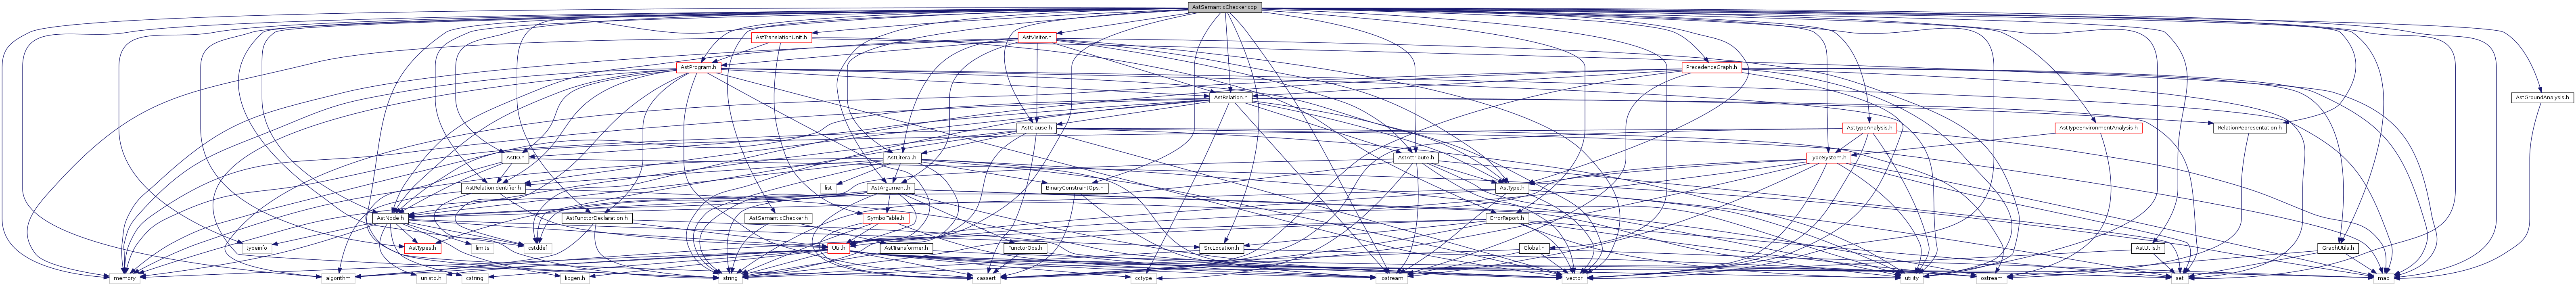 AstSemanticChecker.cpp
AstTranslationUnit.h
AstVisitor.h
AstProgram.h
PrecedenceGraph.h
AstRelation.h
AstGroundAnalysis.h
AstClause.h
AstTypeAnalysis.h
AstTypeEnvironmentAnalysis.h
RelationRepresentation.h
AstIO.h
AstLiteral.h
AstAttribute.h
TypeSystem.h
AstRelationIdentifier.h
list
AstArgument.h
BinaryConstraintOps.h
AstType.h
AstNode.h
AstFunctorDeclaration.h
AstSemanticChecker.h
SymbolTable.h
ErrorReport.h
typeinfo
AstTypes.h
limits
cstddef
Util.h
AstTransformer.h
FunctorOps.h
SrcLocation.h
Global.h
AstUtils.h
GraphUtils.h
memory
algorithm
unistd.h
cstring
libgen.h
string
cassert
cctype
iostream
vector
utility
ostream
set
map